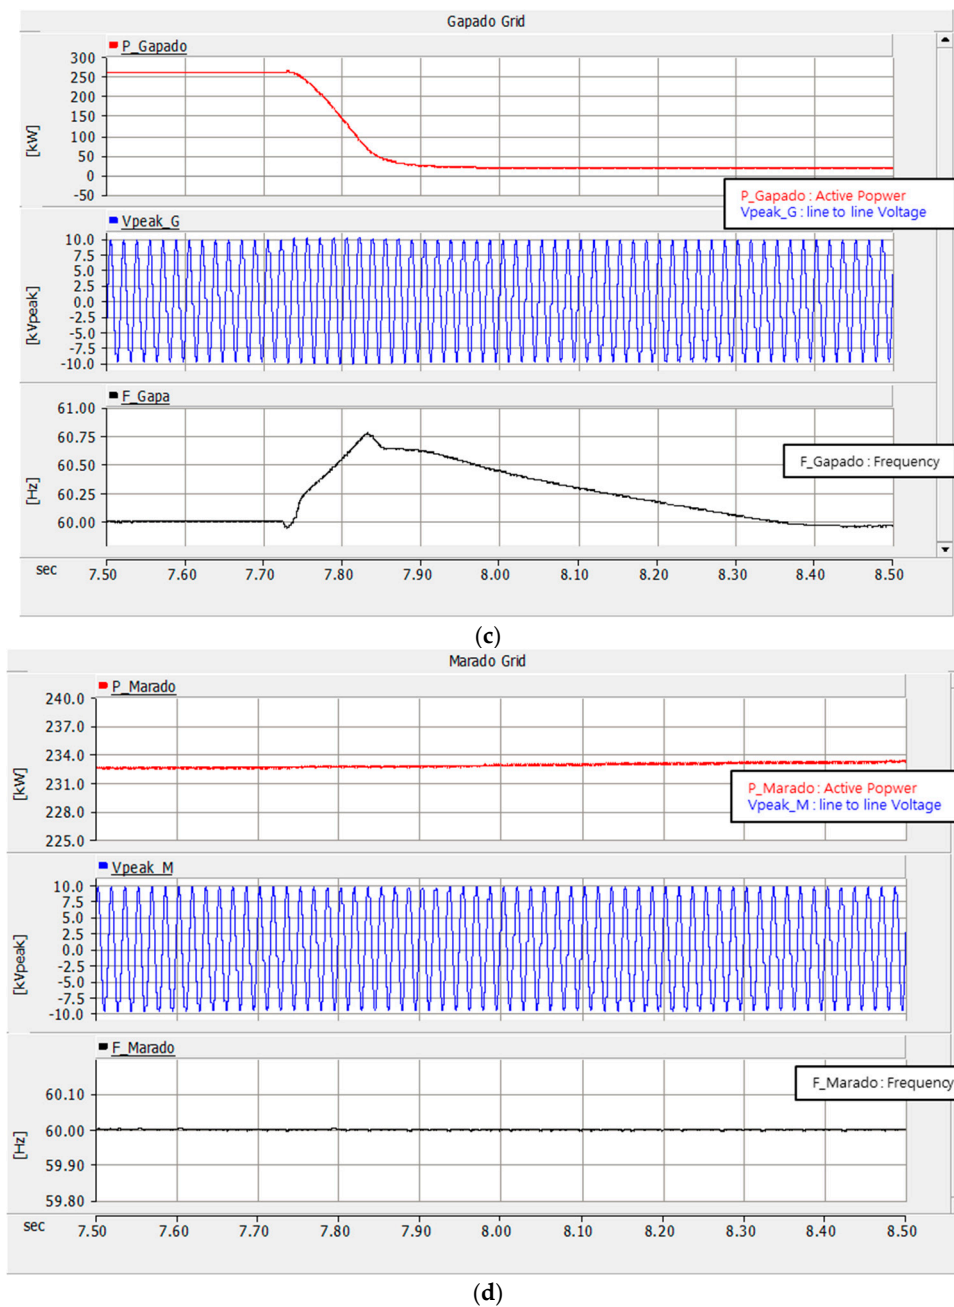 Gapado Grid
P_Gapado
300
250
200
150
100
50
0
-50
[kW]
P_Gapado : Active Popwer
Vpeak_G : line to line Voltage
Vpeak_G
10.0
7.5
5.0
2.5
0.0
-2.5
-5.0
-7.5
-10.0
[kVpeak]
F_Gapa
61.00
60.75
60.50
60.25
60.00
[Hz]
F_Gapado : Frequency
sec
7.50 7.60 7.70 7.80 7.90 8.00 8.10 8.20 8.30 8.40 8.50
(c)
Marado Grid
P_Marado
240.0
237.0
234.0
231.0
228.0
225.0
[kW]
P_Marado : Active Popwer
Vpeak_M : line to line Voltage
Vpeak_M
10.0
7.5
5.0
2.5
0.0
-2.5
-5.0
-7.5
-10.0
[kVpeak]
F_Marado
60.10
60.00
59.90
59.80
[Hz]
F_Marado : Frequency
sec
7.50 7.60 7.70 7.80 7.90 8.00 8.10 8.20 8.30 8.40 8.50
(d)